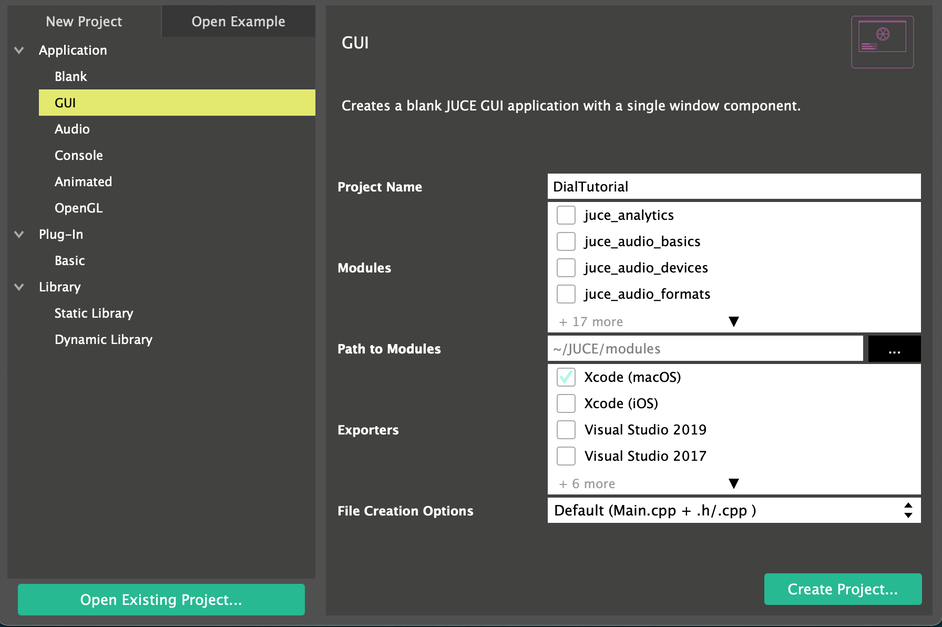 New Project
Open Example
Application
Blank
GUI
Audio
Console
Animated
OpenGL
Plug-In
Basic
Library
Static Library
Dynamic Library
Open Existing Project...
GUI
Creates a blank JUCE GUI application with a single window component.
Project Name
DialTutorial
Modules
juce_analytics
juce_audio_basics
juce_audio_devices
juce_audio_formats
+ 17 more
Path to Modules
~/JUCE/modules
...
Exporters
Xcode (macOS)
Xcode (iOS)
Visual Studio 2019
Visual Studio 2017
+ 6 more
File Creation Options
Default (Main.cpp + .h/.cpp )
Create Project...